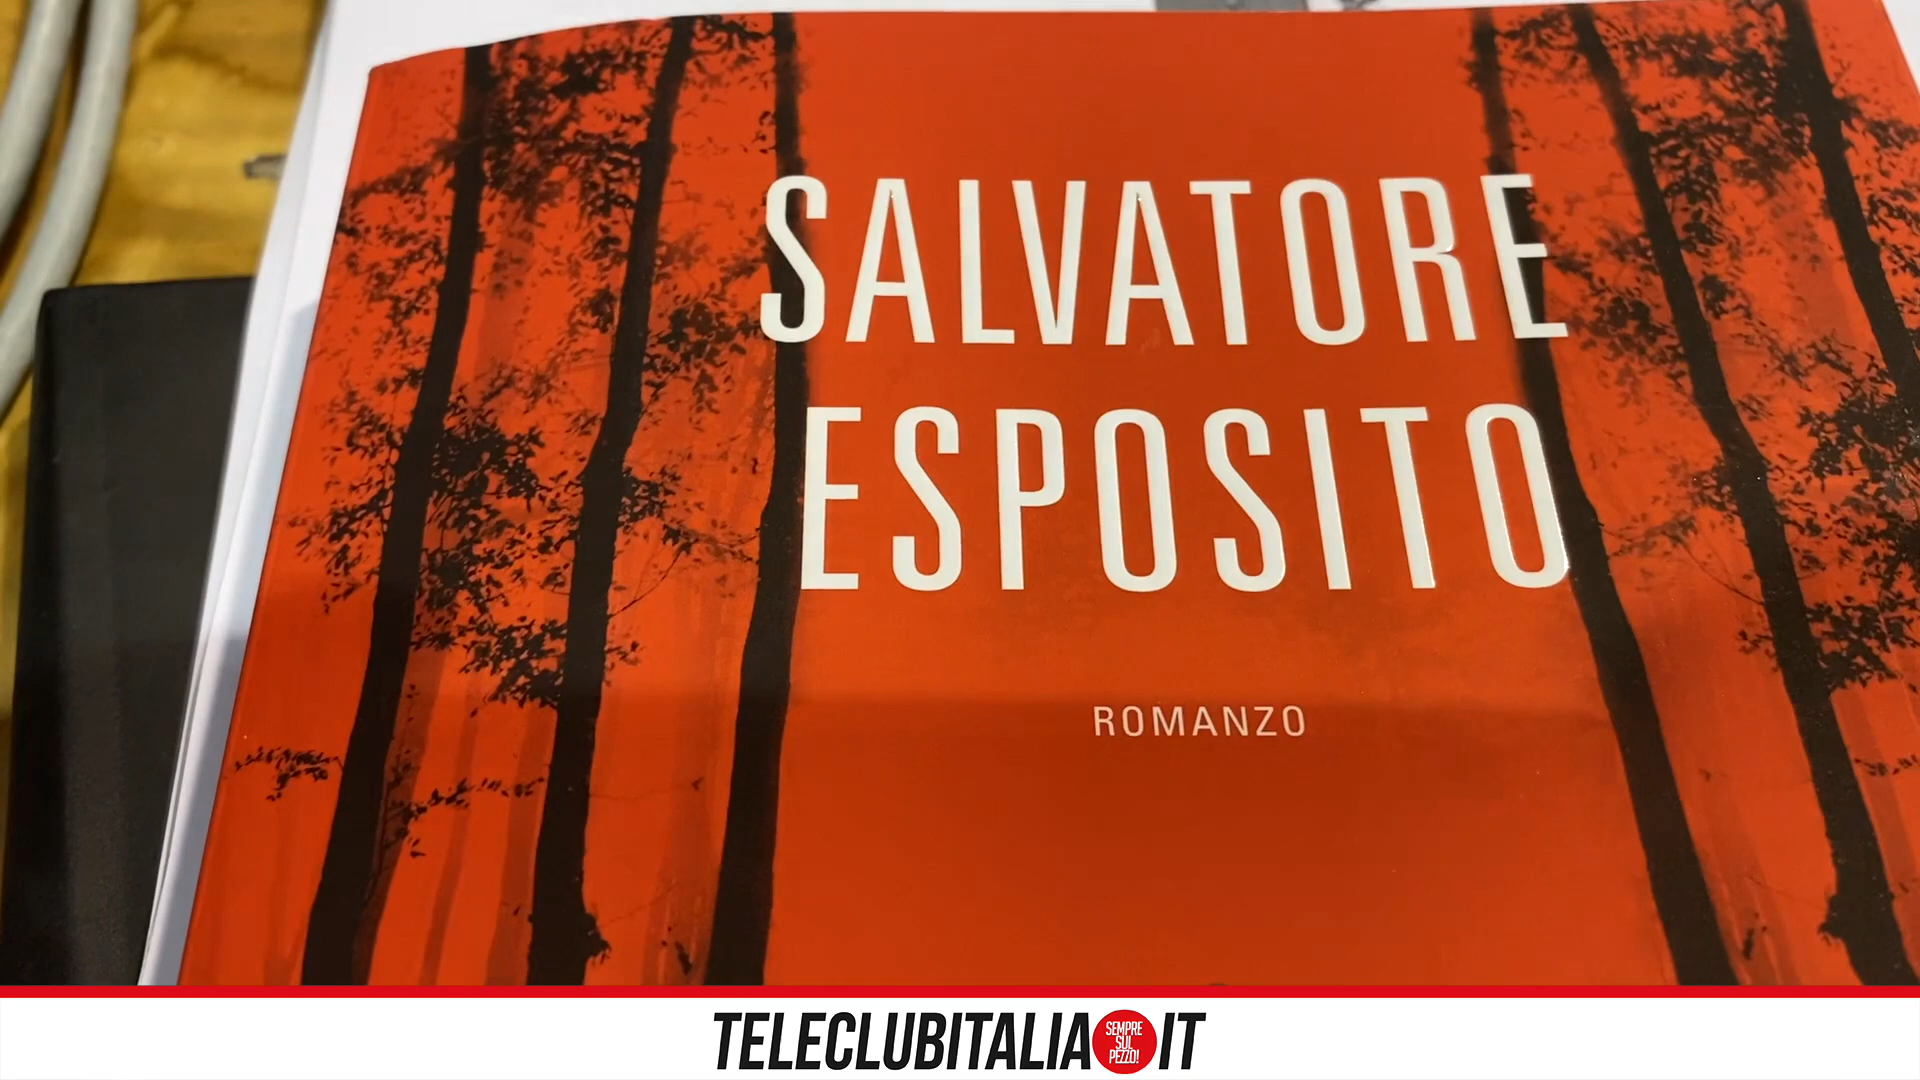 SALVATORE
ESPOSITO
ROMANZO
TELECLUBITALIA IT
SEMPRE
SUL
PEZZO!